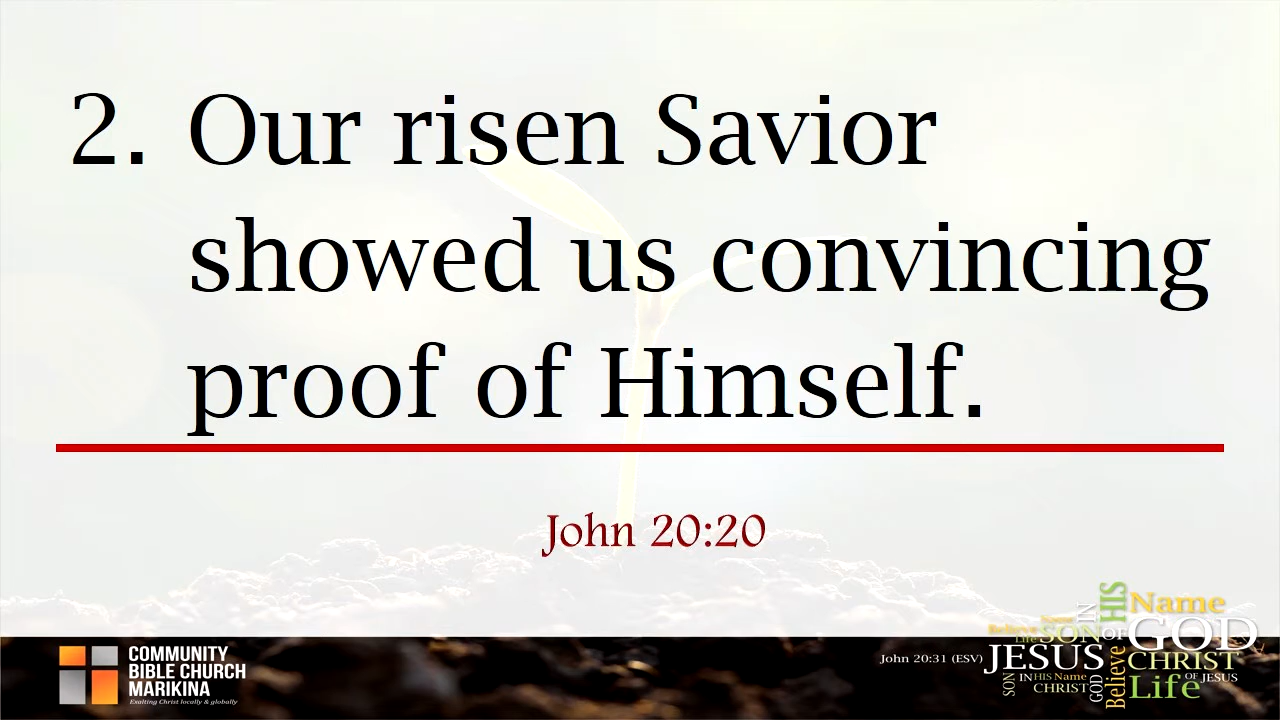 2. Our risen Savior
showed us convincing
proof of Himself.
John 20:20
COMMUNITY
BIBLE CHURCH
MARIKINA
Exalting Christ locally & globally
John 20:31 (ESV)
IN HIS Name
Believe
Life SON OF GOD
JESUS
CHRIST
SON IN HIS Name
CHRIST
GOD
Believe
Life
OF JESUS